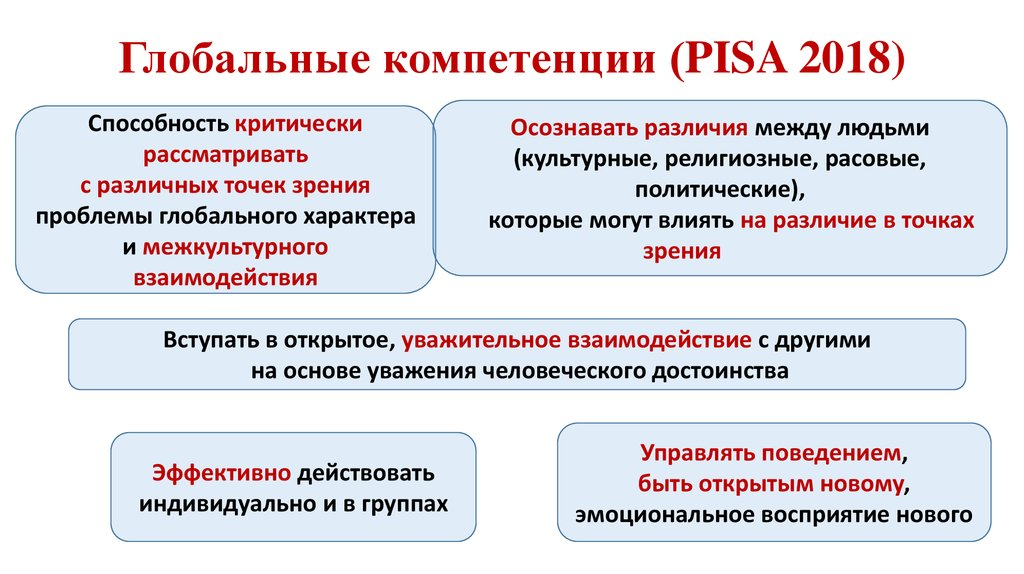 Глобальные компетенции (PISA 2018)
Способность критически
рассматривать
с различных точек зрения
проблемы глобального характера
и межкультурного
взаимодействия
Осознавать различия между людьми
(культурные, религиозные, расовые,
политические),
которые могут влиять на различие в точках
зрения
Вступать в открытое, уважительное взаимодействие с другими
на основе уважения человеческого достоинства
Эффективно действовать
индивидуально и в группах
Управлять поведением,
быть открытым новому,
эмоциональное восприятие нового